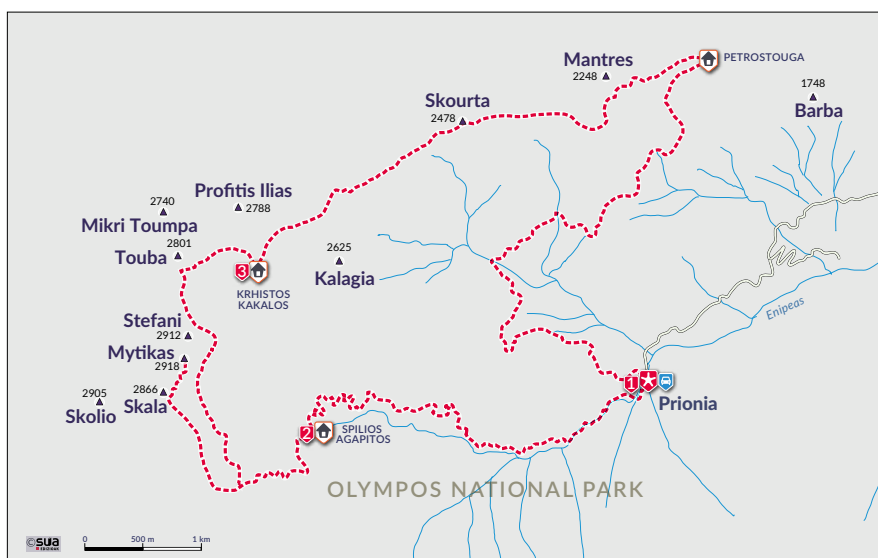 Mantres
2248
PETROSTOUGA
1748
Barba
Skourta
2478
Profitis Ilias
2788
2740
Mikri Toumpa
2801
Touba
3
KRHISTOS
KAKALOS
2625
Kalagia
Stefani
2912
Mytikas
2918
2866
Skala
2905
Skolio
Enipeas
1
Prionia
2
SPILIOS
AGAPITOS
OLYMPOS NATIONAL PARK
©sua
EDIZIOAK
0 500 m 1 km